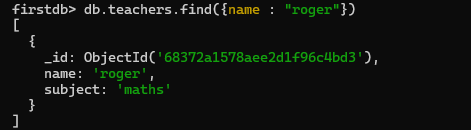 firstdb> db.teachers.find({name : "roger"})
[
  {
    _id: ObjectId('68372a1578aee2d1f96c4bd3'),
    name: 'roger',
    subject: 'maths'
  }
]